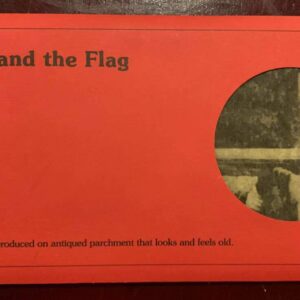 and the Flag
roduced on antiqued parchment that looks and feels old.